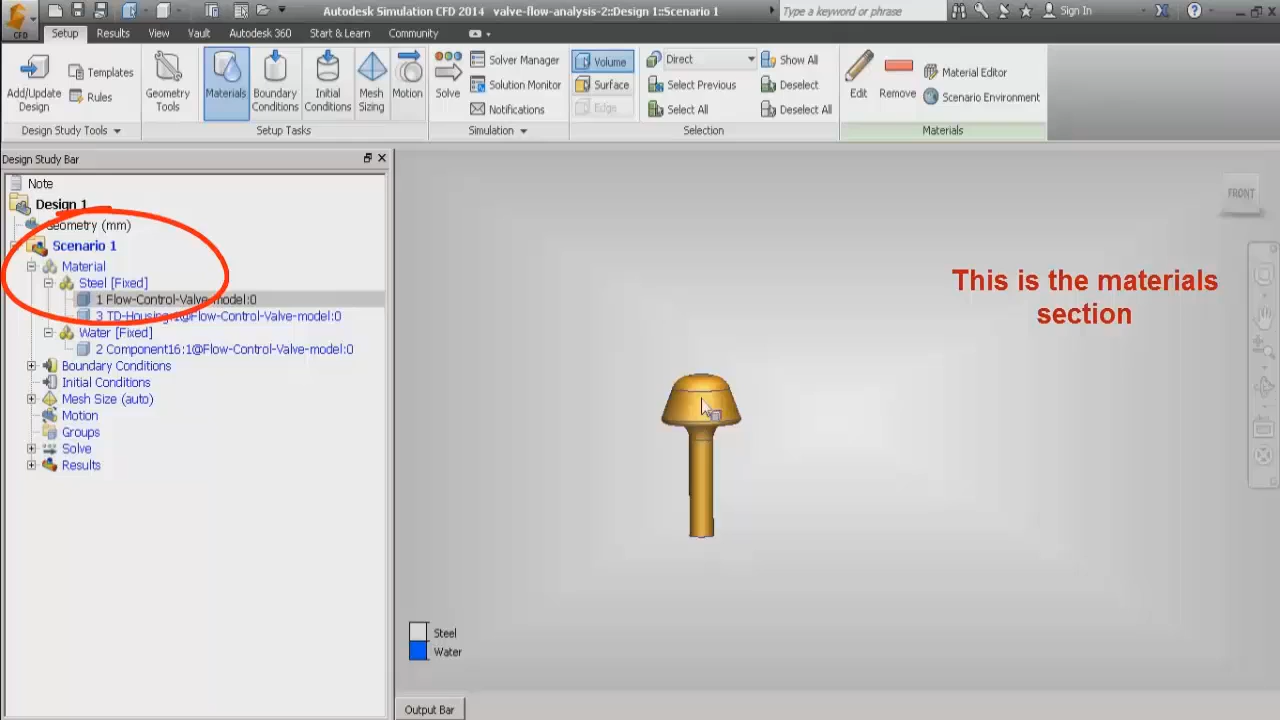 Autodesk Simulation CFD 2014 valve-flow-analysis-2::Design 1::Scenario 1
Type a keyword or phrase
Sign In
CFD
Setup Results View Vault Autodesk 360 Start & Learn Community
Add/Update Design
Templates
Rules
Geometry Tools
Materials
Boundary Conditions
Initial Conditions
Mesh Sizing
Motion
Solve
Solver Manager
Solution Monitor
Notifications
Volume
Surface
Edge
Direct
Select Previous
Select All
Show All
Deselect
Deselect All
Edit
Remove
Material Editor
Scenario Environment
Design Study Tools
Setup Tasks
Simulation
Selection
Materials
Design Study Bar
Note
Design 1
Geometry (mm)
Scenario 1
Material
Steel [Fixed]
1 Flow-Control-Valve-model:0
3 TD-Housing:1@Flow-Control-Valve-model:0
Water [Fixed]
2 Component16:1@Flow-Control-Valve-model:0
Boundary Conditions
Initial Conditions
Mesh Size (auto)
Motion
Groups
Solve
Results
FRONT
This is the materials
section
Steel
Water
Output Bar